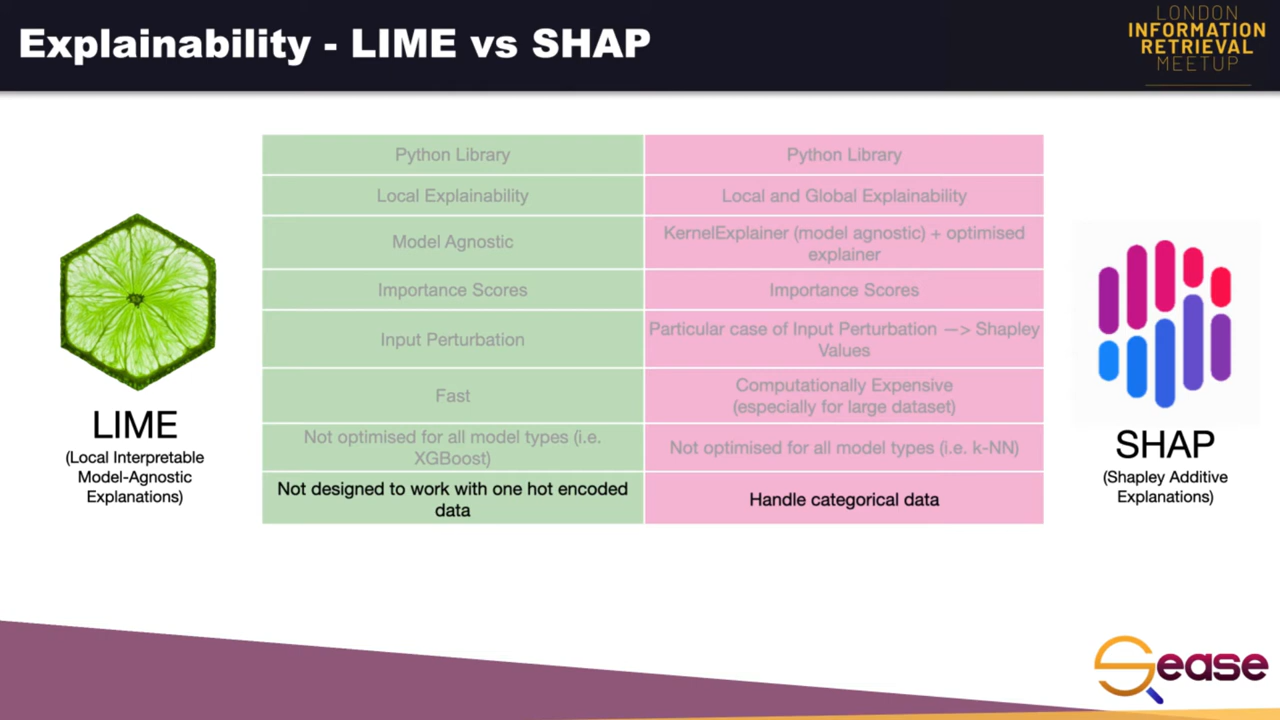 Explainability - LIME vs SHAP
LONDON
INFORMATION
RETRIEVAL
MEETUP
Python Library
Python Library
Local Explainability
Local and Global Explainability
Model Agnostic
KernelExplainer (model agnostic) + optimised
explainer
Importance Scores
Importance Scores
Input Perturbation
Particular case of Input Perturbation —> Shapley
Values
Fast
Computationally Expensive
(especially for large dataset)
Not optimised for all model types (i.e.
XGBoost)
Not optimised for all model types (i.e. k-NN)
Not designed to work with one hot encoded
data
Handle categorical data
LIME
(Local Interpretable
Model-Agnostic
Explanations)
SHAP
(Shapley Additive
Explanations)
Sease